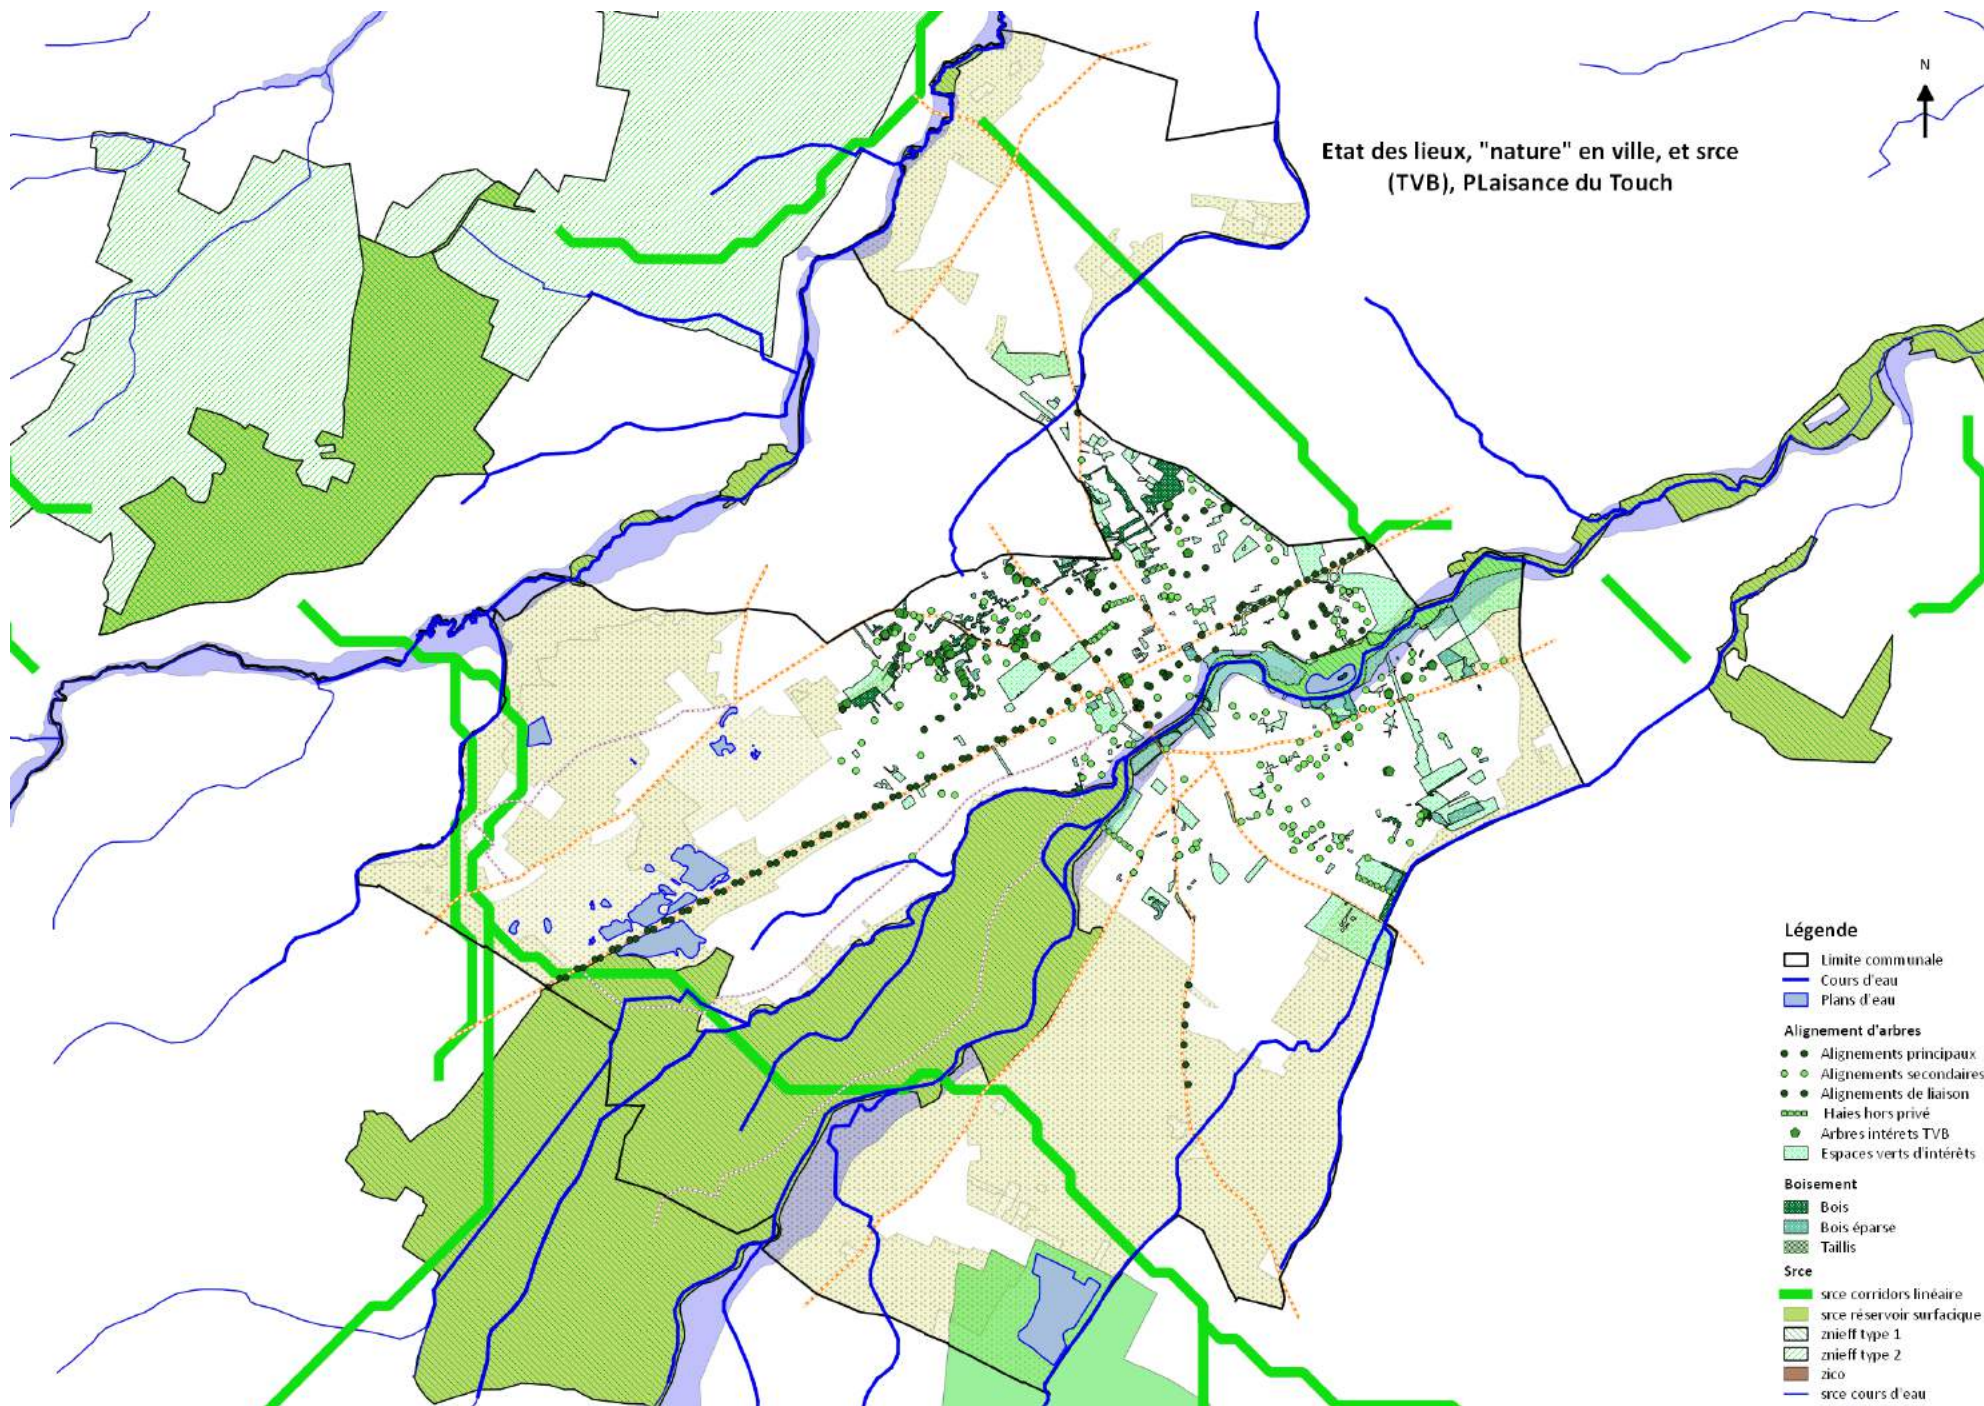 N
Etat des lieux, "nature" en ville, et srce
(TVB), PLaisance du Touch
Légende
Limite communale
Cours d'eau
Plans d'eau
Alignement d'arbres
Alignements principaux
Alignements secondaires
Alignements de liaison
Haies hors privé
Arbres intérets TVB
Espaces verts d'intérêts
Boisement
Bois
Bois éparse
Taillis
Srce
srce corridors linéaire
srce réservoir surfacique
znieff type 1
znieff type 2
zico
srce cours d'eau